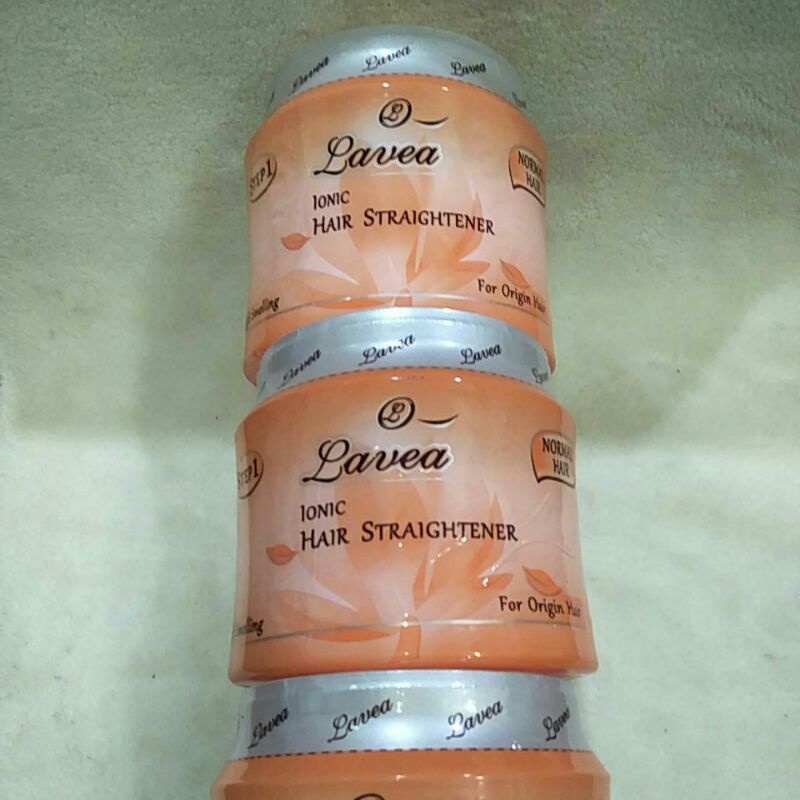 Lavea Lavea Lavea
L
Lavea
STEP 1
NORMAL
HAIR
IONIC
HAIR STRAIGHTENER
Smelling
For Origin Hair
Lavea Lavea Lavea
L
Lavea
STEP 1
NORMAL
HAIR
IONIC
HAIR STRAIGHTENER
For Origin Hair
Lavea Lavea Lavea Lavea